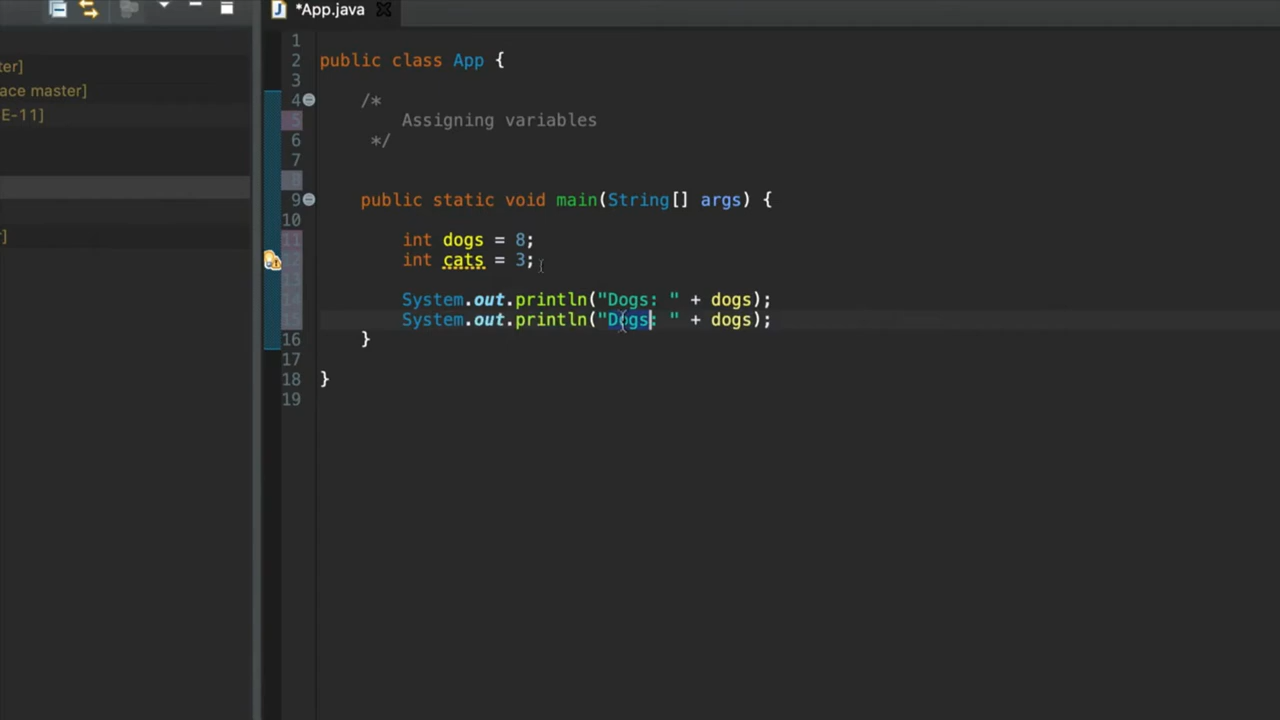 *App.java
ter]
ace master]
E-11]
]
1
2 public class App {
3
4 /*
5 Assigning variables
6 */
7
8
9 public static void main(String[] args) {
10
11 int dogs = 8;
12 int cats = 3;
13
14 System.out.println("Dogs: " + dogs);
15 System.out.println("Dogs: " + dogs);
16 }
17
18 }
19